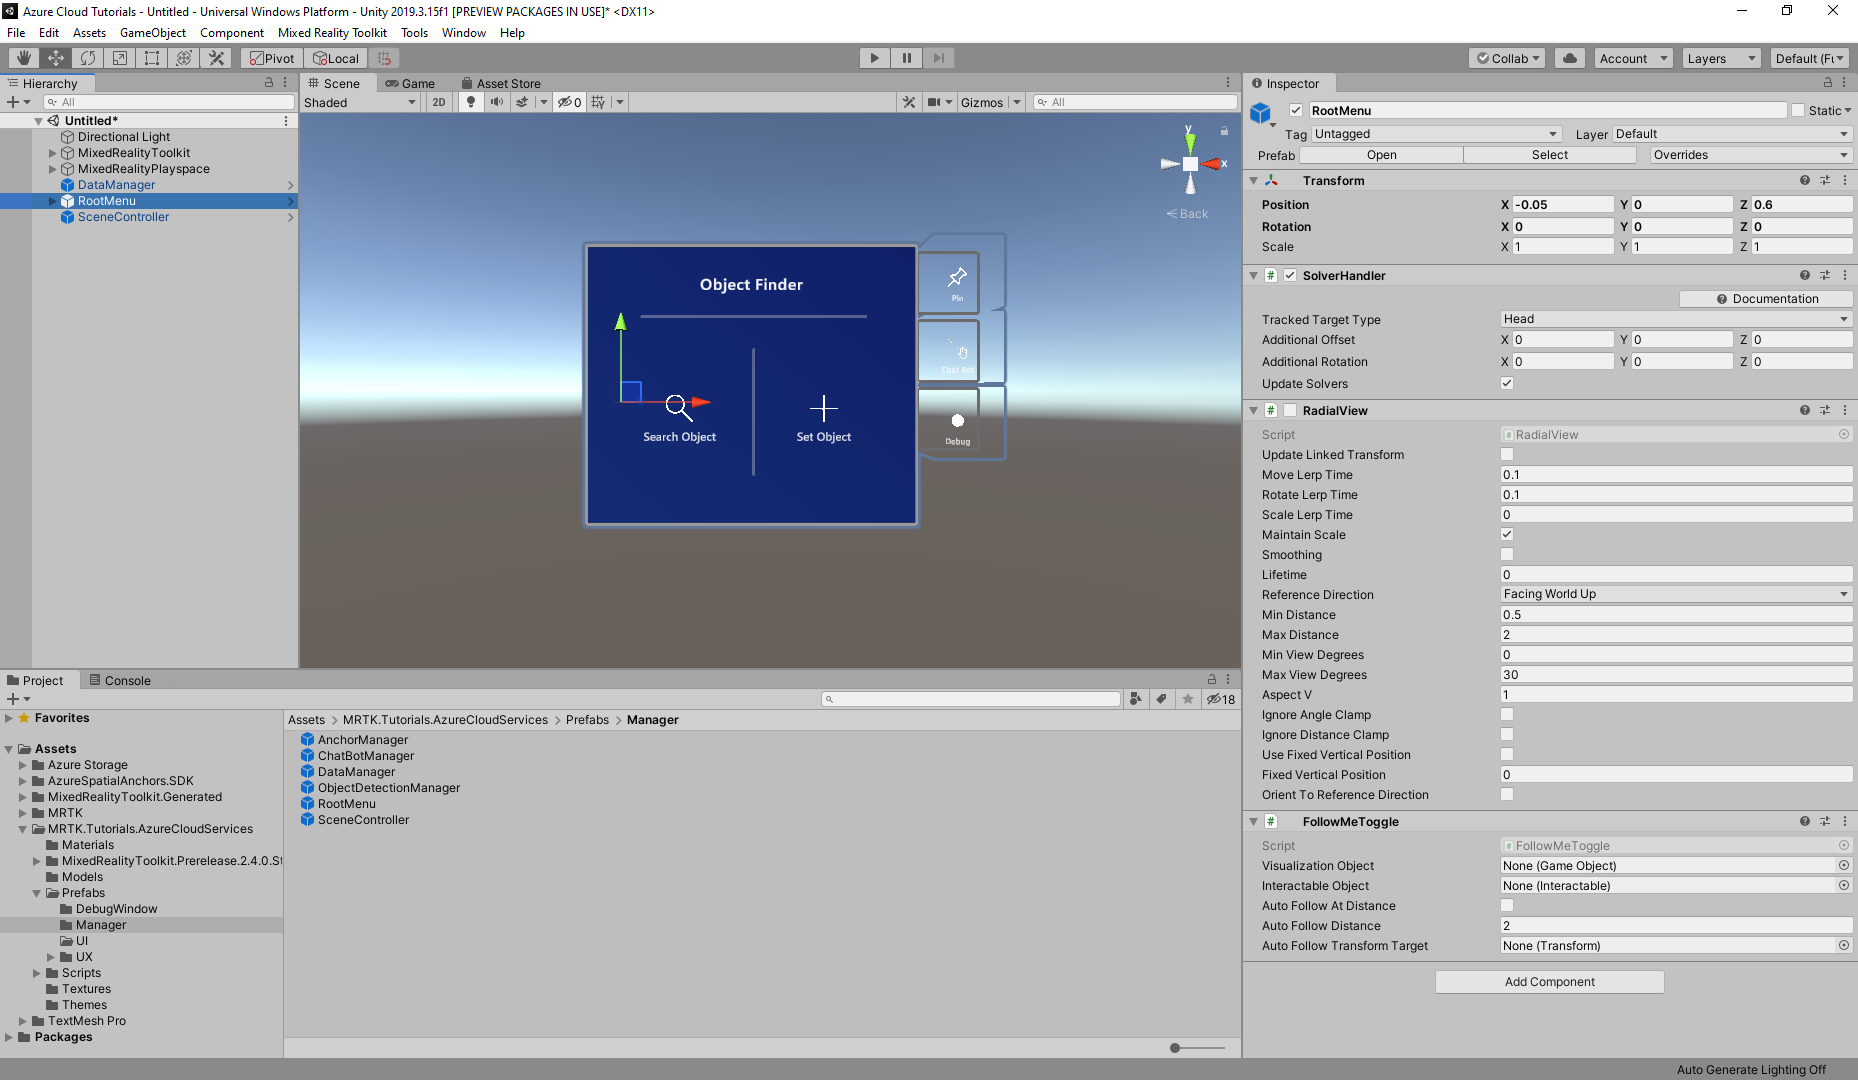 Azure Cloud Tutorials - Untitled - Universal Windows Platform - Unity 2019.3.15f1 [PREVIEW PACKAGES IN USE]* <DX11>
File Edit Assets GameObject Component Mixed Reality Toolkit Tools Window Help
Pivot Local Collab Account Layers Default (Fu
Hierarchy
All
Untitled*
Directional Light
MixedRealityToolkit
MixedRealityPlayspace
DataManager
RootMenu
SceneController
Scene Game Asset Store
Shaded 2D 0 Gizmos All
y
x
Back
Object Finder
Search Object
Set Object
Pin
Chat Bot
Debug
Project Console
18
Favorites
Assets
Azure Storage
AzureSpatialAnchors.SDK
MixedRealityToolkit.Generated
MRTK
MRTK.Tutorials.AzureCloudServices
Materials
MixedRealityToolkit.Prerelease.2.4.0.St
Models
Prefabs
DebugWindow
Manager
UI
UX
Scripts
Textures
Themes
TextMesh Pro
Packages
Assets > MRTK.Tutorials.AzureCloudServices > Prefabs > Manager
AnchorManager
ChatBotManager
DataManager
ObjectDetectionManager
RootMenu
SceneController
Inspector
RootMenu Static
Tag Untagged Layer Default
Prefab Open Select Overrides
Transform
Position X -0.05 Y 0 Z 0.6
Rotation X 0 Y 0 Z 0
Scale X 1 Y 1 Z 1
# SolverHandler
Documentation
Tracked Target Type Head
Additional Offset X 0 Y 0 Z 0
Additional Rotation X 0 Y 0 Z 0
Update Solvers
# RadialView
Script # RadialView
Update Linked Transform
Move Lerp Time 0.1
Rotate Lerp Time 0.1
Scale Lerp Time 0
Maintain Scale
Smoothing
Lifetime 0
Reference Direction Facing World Up
Min Distance 0.5
Max Distance 2
Min View Degrees 0
Max View Degrees 30
Aspect V 1
Ignore Angle Clamp
Ignore Distance Clamp
Use Fixed Vertical Position
Fixed Vertical Position 0
Orient To Reference Direction
# FollowMeToggle
Script # FollowMeToggle
Visualization Object None (Game Object)
Interactable Object None (Interactable)
Auto Follow At Distance
Auto Follow Distance 2
Auto Follow Transform Target None (Transform)
Add Component
Auto Generate Lighting Off